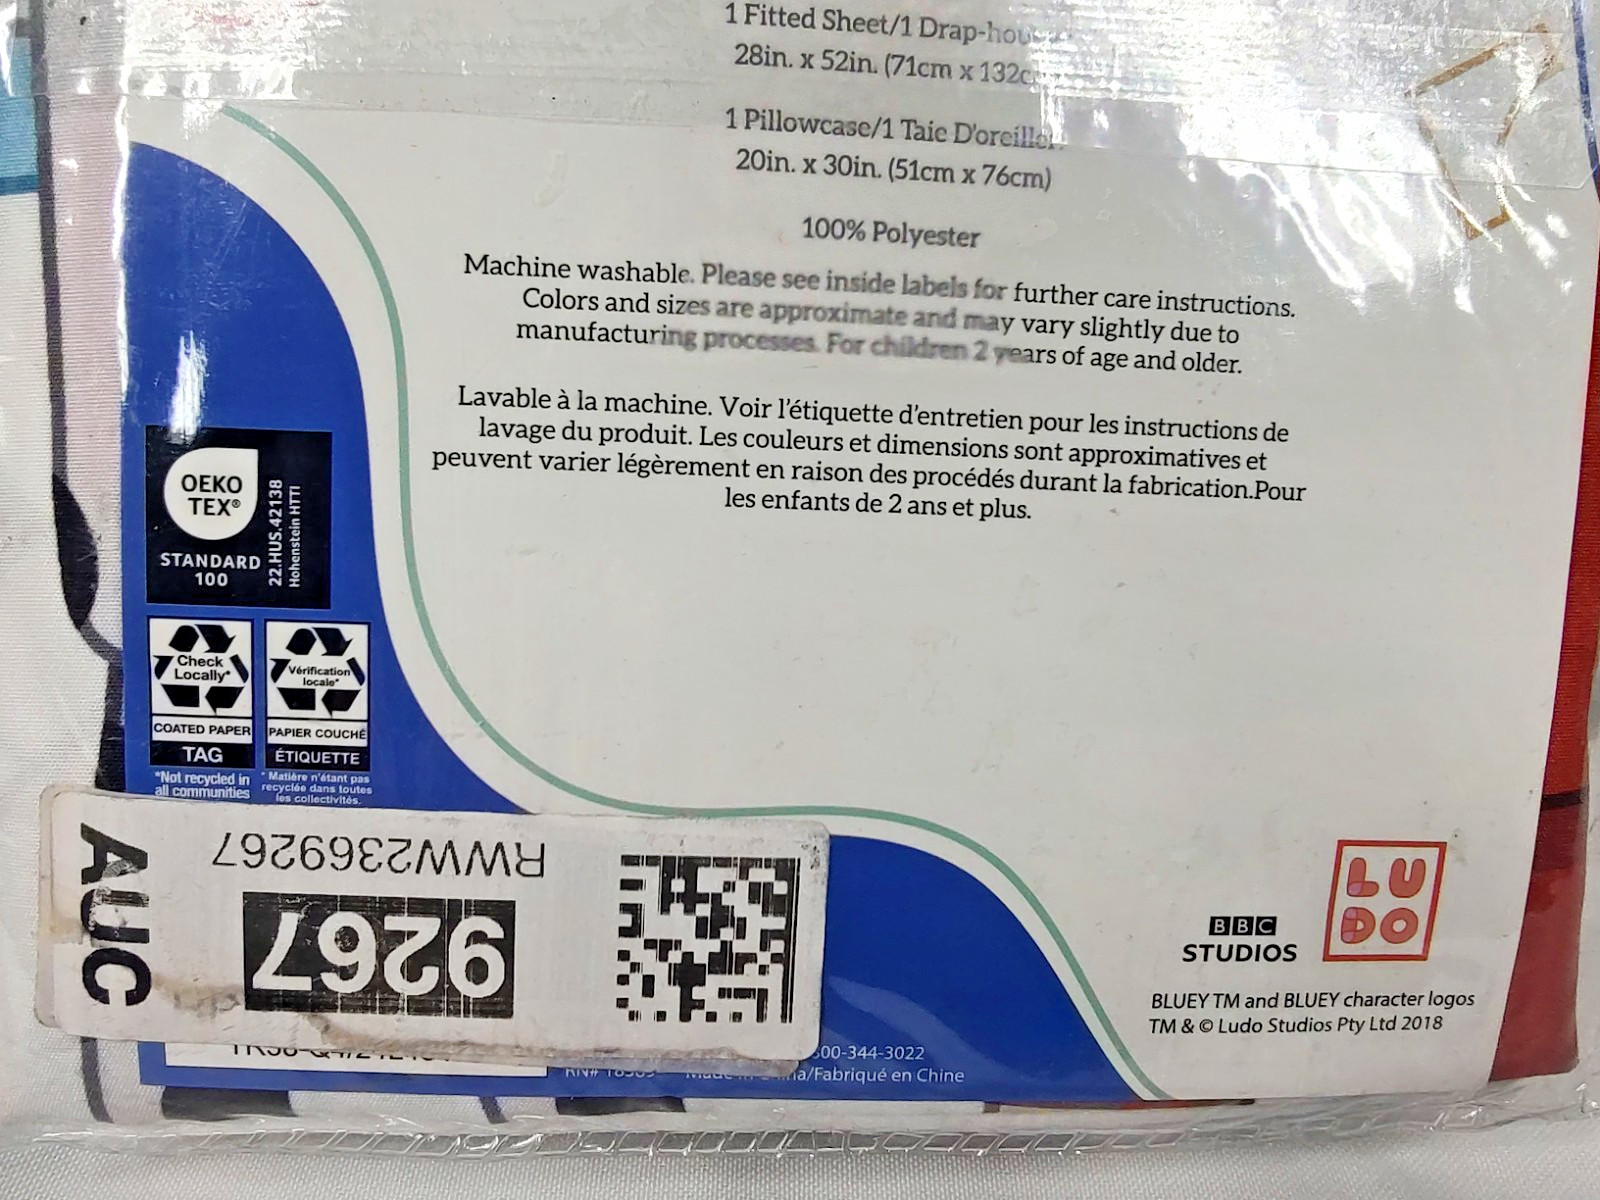 1 Fitted Sheet/1 Drap-hou
28in. x 52in. (71cm x 132c
1 Pillowcase/1 Taie D'oreiller
20in. x 30in. (51cm x 76cm)
100% Polyester
Machine washable. Please see inside labels for further care instructions.
Colors and sizes are approximate and may vary slightly due to
manufacturing processes. For children 2 years of age and older.
Lavable à la machine. Voir l'étiquette d'entretien pour les instructions de
lavage du produit. Les couleurs et dimensions sont approximatives et
peuvent varier légèrement en raison des procédés durant la fabrication.Pour
les enfants de 2 ans et plus.
OEKO
TEX®
STANDARD
100
22.HUS.42138
Hohenstein HTTI
Check
Locally*
COATED PAPER
TAG
*Not recycled in
all communities
Vérification
locale*
PAPIER COUCHÉ
ÉTIQUETTE
* Matière n'étant pas
recyclée dans toutes
les collectivités.
AUC
RWW2369267
9267
LU
DO
BBC
STUDIOS
BLUEY TM and BLUEY character logos
TM & © Ludo Studios Pty Ltd 2018
00-344-3022
RN# Made in China/Fabriqué en Chine